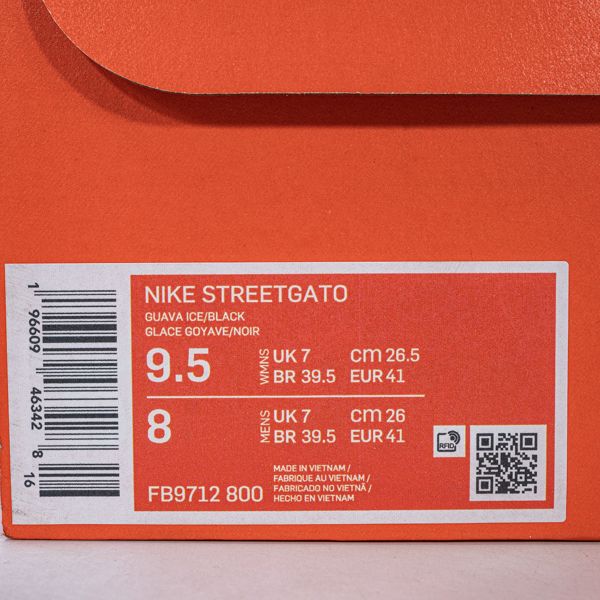 NIKE STREETGATO
GUAVA ICE/BLACK
GLACE GOYAVE/NOIR
9.5 WMNS UK 7 cm 26.5
BR 39.5 EUR 41
8 MENS UK 7 cm 26
BR 39.5 EUR 41
MADE IN VIETNAM /
FABRIQUE AU VIETNAM /
FABRICADO NO VIETNÃ /
HECHO EN VIETNAM
FB9712 800
RFID
1 96609 46342 8 16